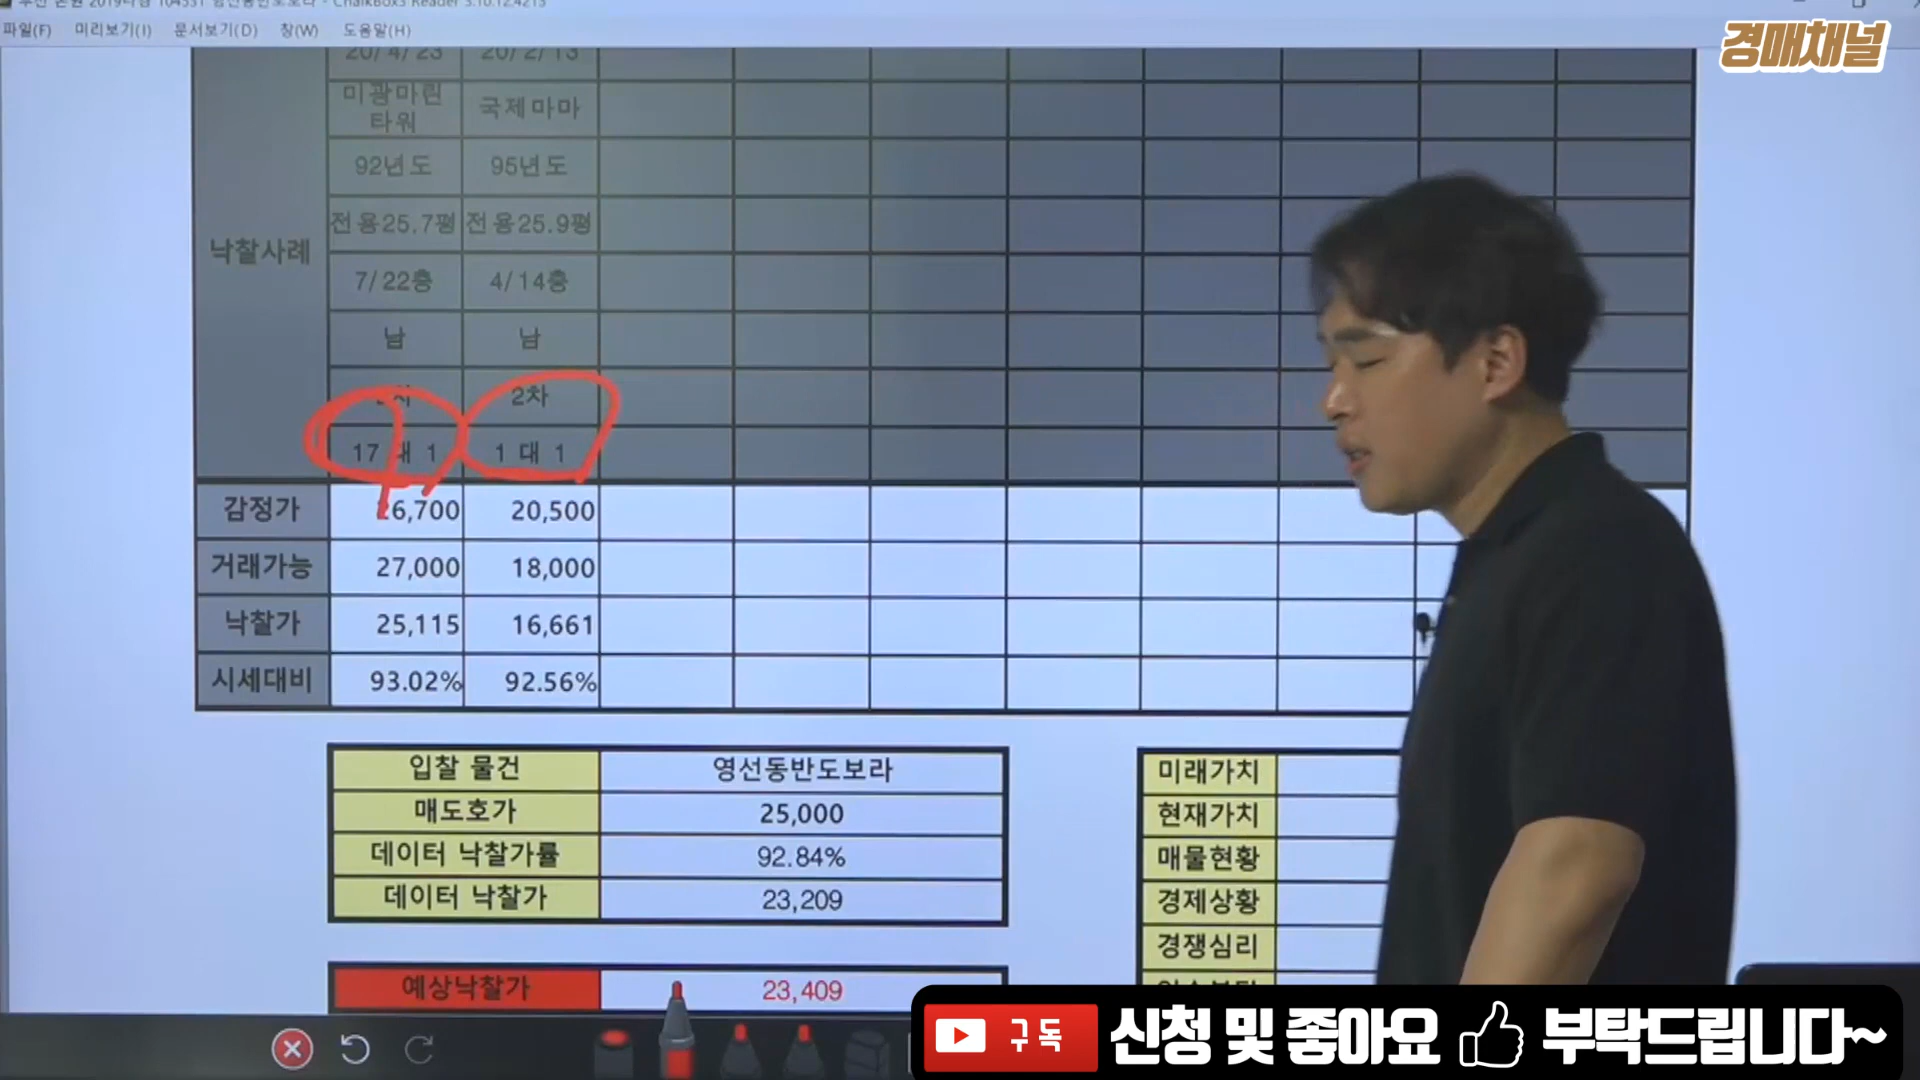 파일(F) 미리보기(I) 문서보기(D) 창(W) 도움말(H)
경매채널
20/4/23 20/2/13
미광마린타워 국제마마
92년도 95년도
전용25.7평 전용25.9평
낙찰사례
7/22층 4/14층
남 남
2차
17 대 1 1 대 1
감정가 26,700 20,500
거래가능 27,000 18,000
낙찰가 25,115 16,661
시세대비 93.02% 92.56%
입찰 물건 영선동반도보라
매도호가 25,000
데이터 낙찰가률 92.84%
데이터 낙찰가 23,209
예상낙찰가 23,409
미래가치
현재가치
매물현황
경제상황
경쟁심리
구독 신청 및 좋아요 부탁드립니다~